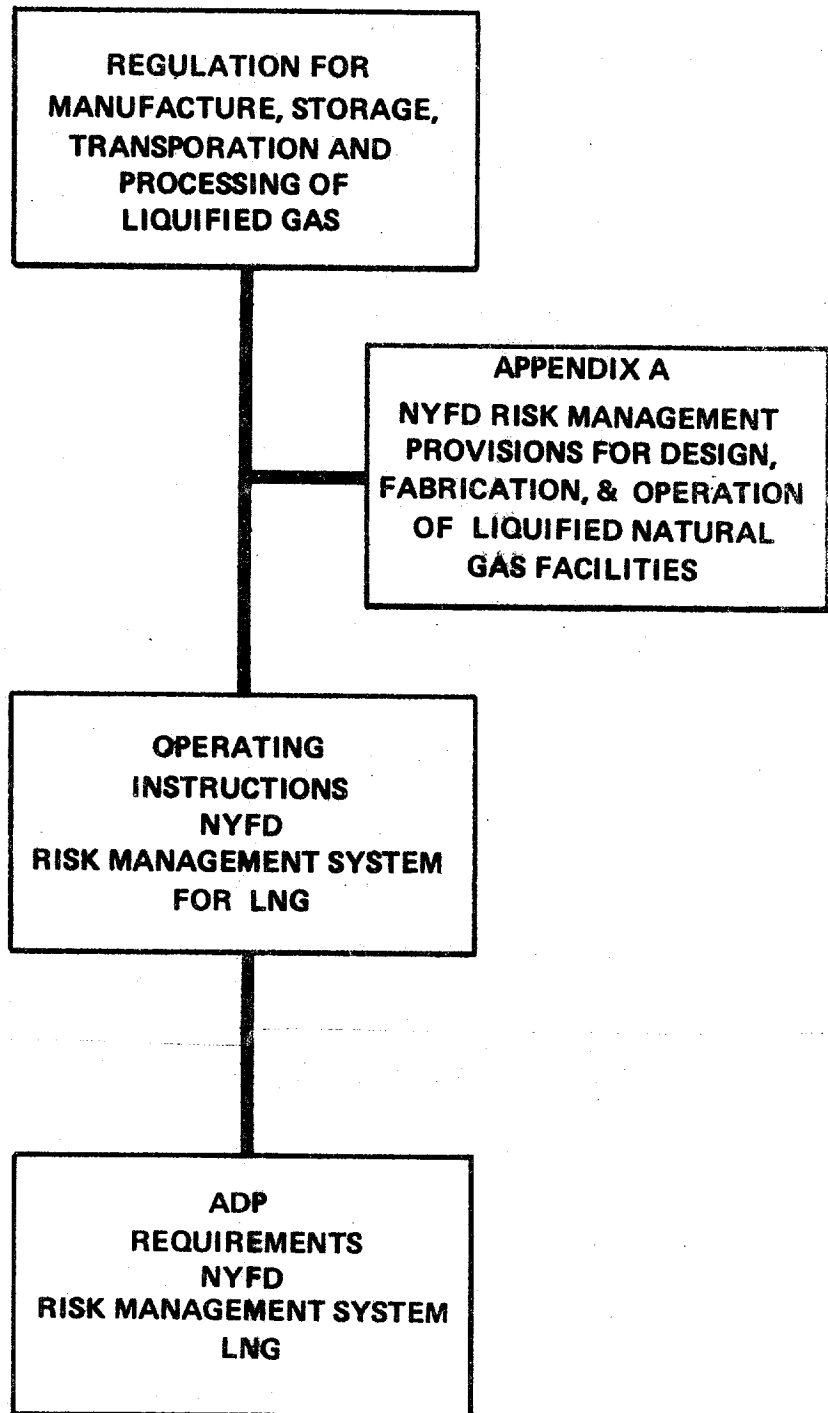 REGULATION FOR
MANUFACTURE, STORAGE,
TRANSPORATION AND
PROCESSING OF
LIQUIFIED GAS
APPENDIX A
NYFD RISK MANAGEMENT
PROVISIONS FOR DESIGN,
FABRICATION, & OPERATION
OF LIQUIFIED NATURAL
GAS FACILITIES
OPERATING
INSTRUCTIONS
NYFD
RISK MANAGEMENT SYSTEM
FOR LNG
ADP
REQUIREMENTS
NYFD
RISK MANAGEMENT SYSTEM
LNG